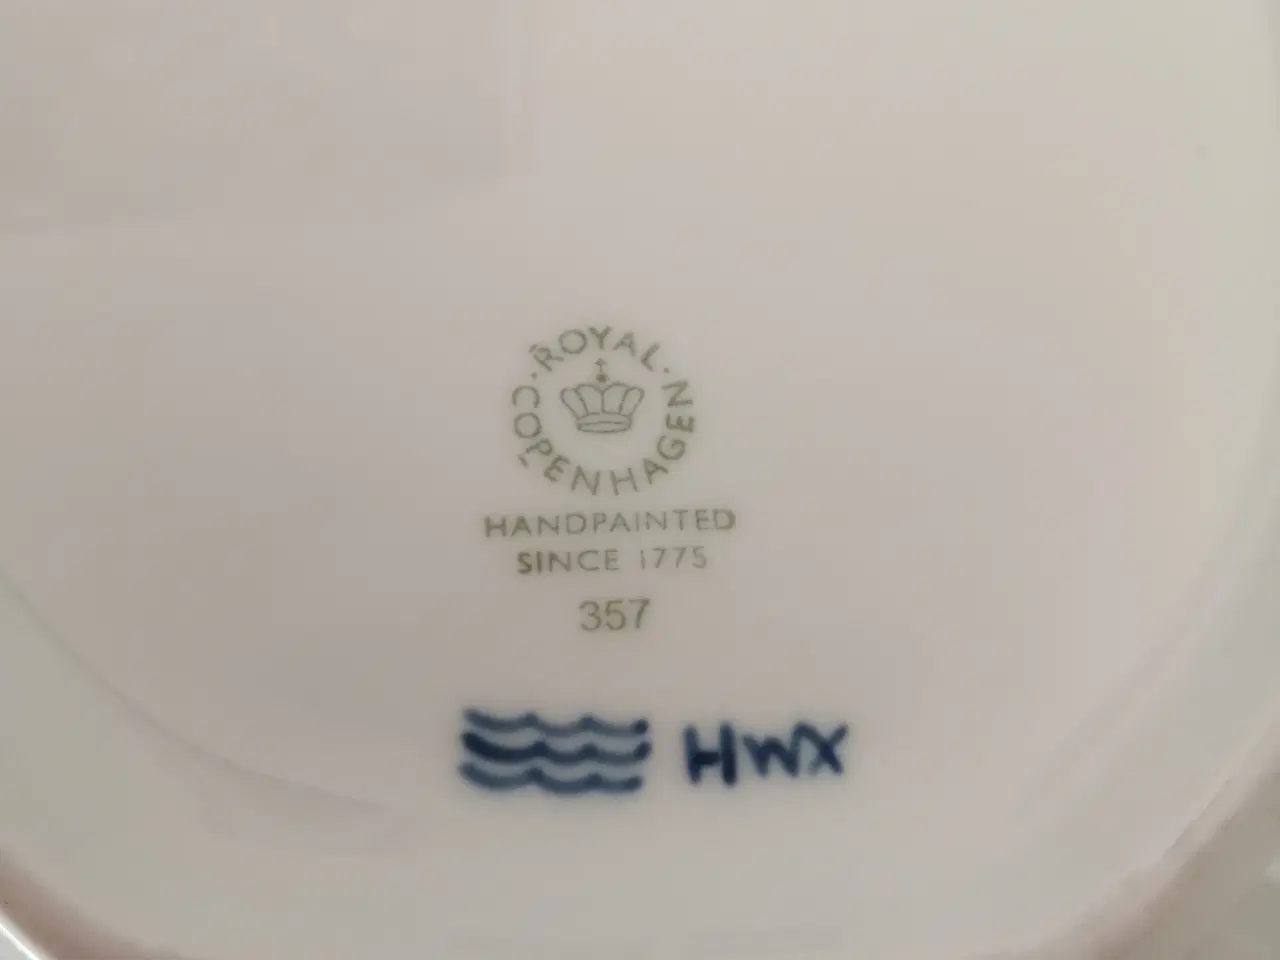 ROYAL · COPENHAGEN ·
HANDPAINTED
SINCE 1775
357
HWX